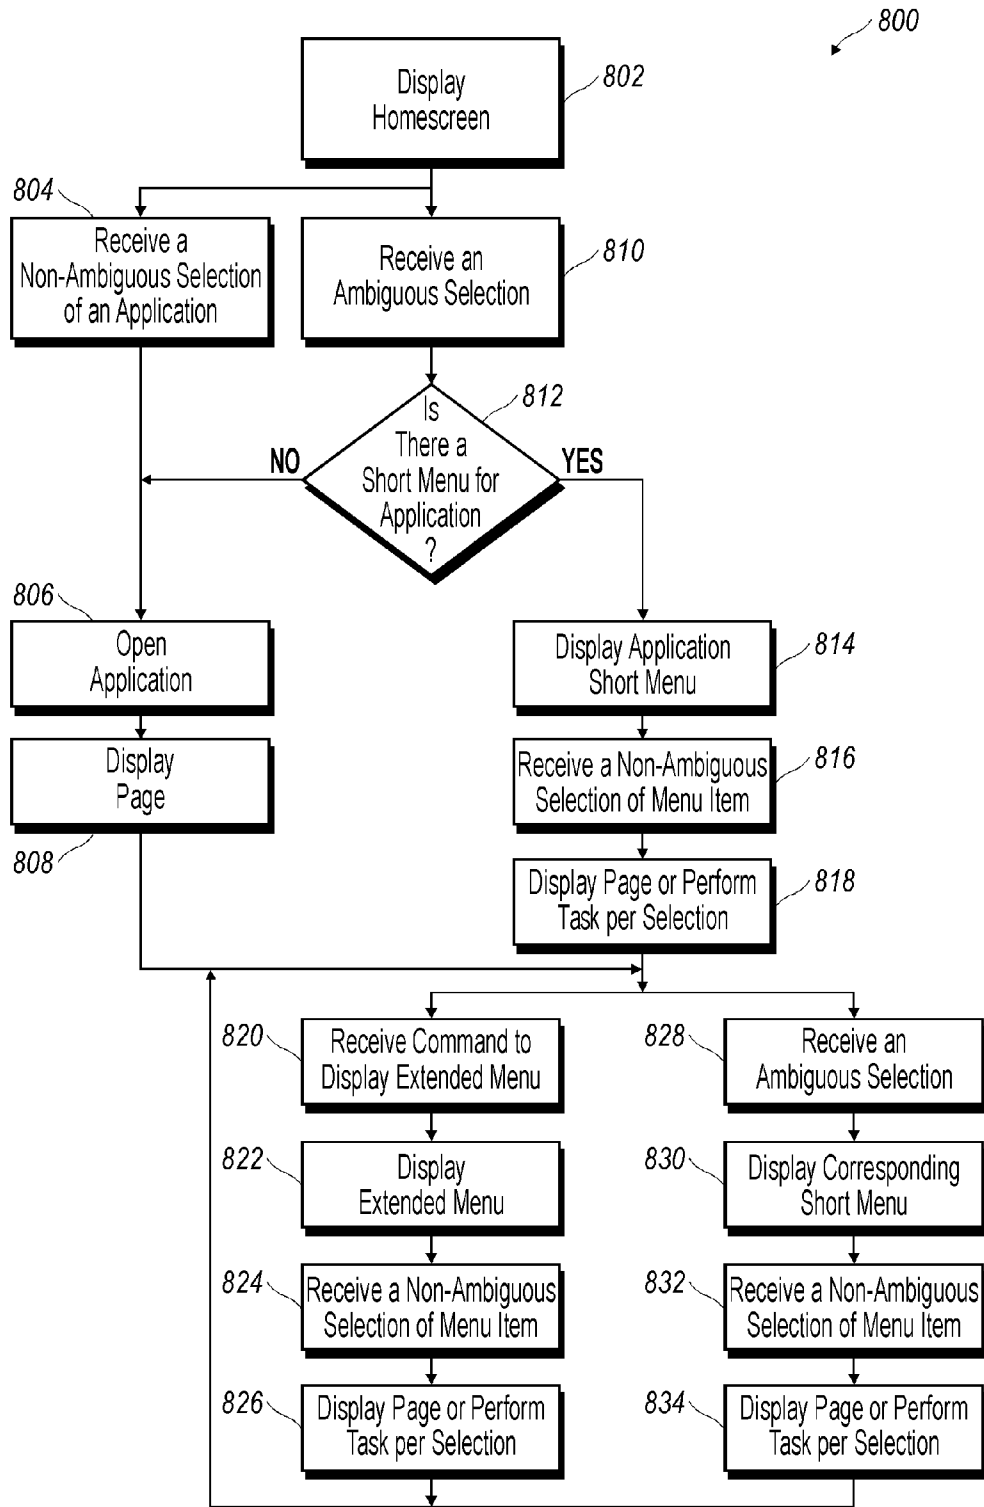 800
Display
Homescreen
802
804
Receive a
Non-Ambiguous Selection
of an Application
Receive an
Ambiguous Selection
810
Is
There a
Short Menu for
Application
?
812
NO
YES
806
Open
Application
Display Application
Short Menu
814
Display
Page
808
Receive a Non-Ambiguous
Selection of Menu Item
816
Display Page or Perform
Task per Selection
818
820
Receive Command to
Display Extended Menu
828
Receive an
Ambiguous Selection
822
Display
Extended Menu
830
Display Corresponding
Short Menu
824
Receive a Non-Ambiguous
Selection of Menu Item
832
Receive a Non-Ambiguous
Selection of Menu Item
826
Display Page or Perform
Task per Selection
834
Display Page or Perform
Task per Selection